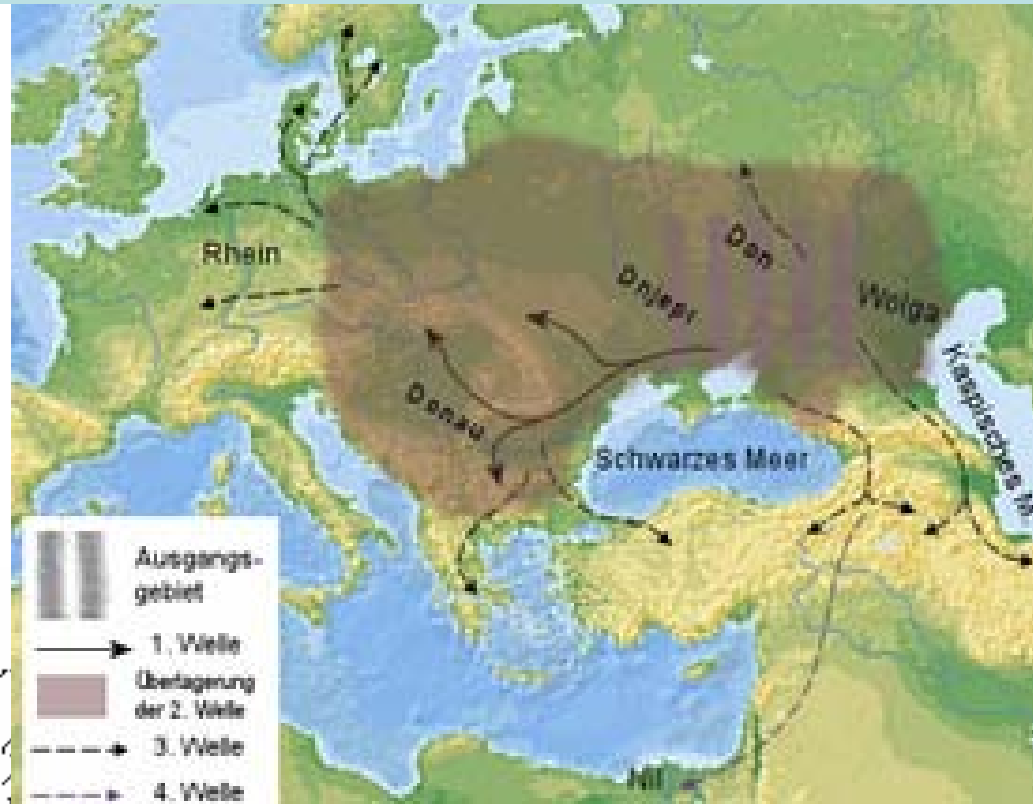 Rhein
Don
Dnjepr
Wolga
Donau
Kaspisches M
Schwarzes Meer
Nil
Ausgangs-
gebiet
1. Welle
Überlagerung
der 2. Welle
3. Welle
4. Welle